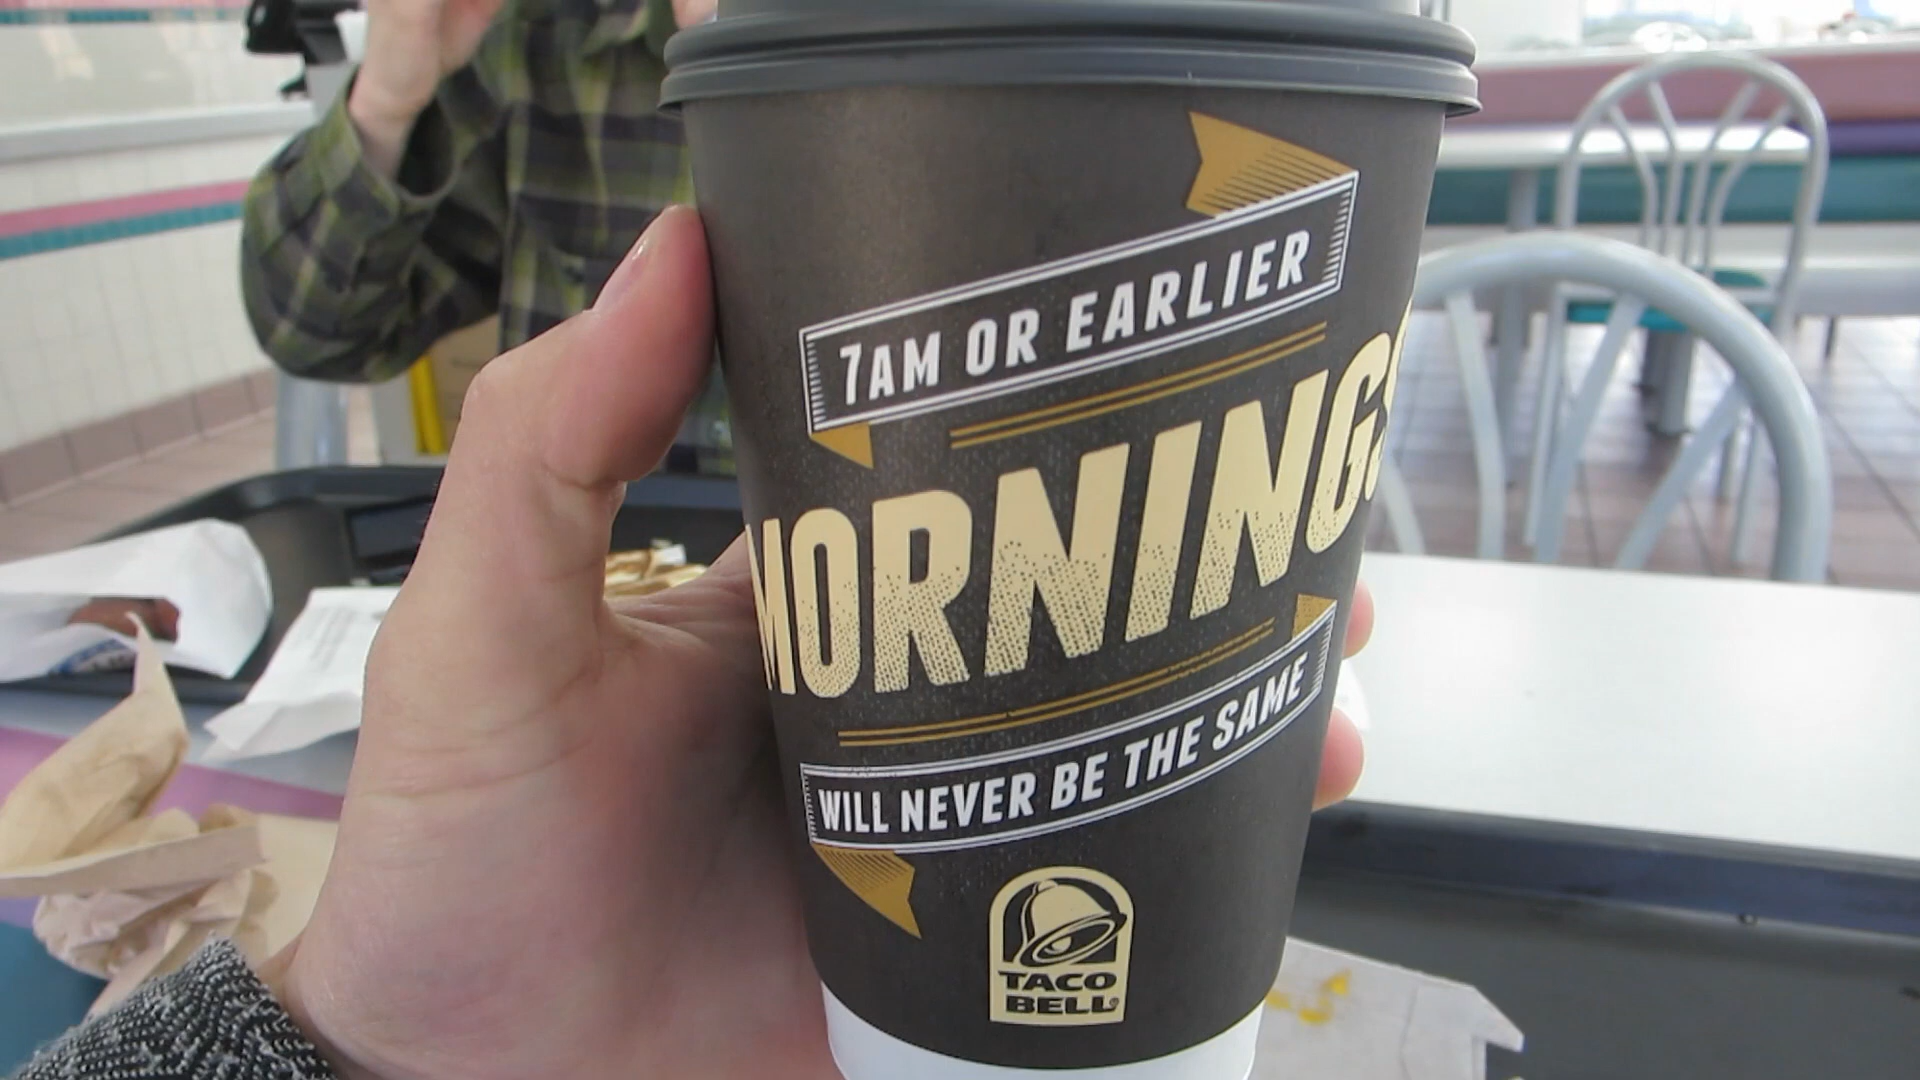 7AM OR EARLIER
MORNINGS
WILL NEVER BE THE SAME
TACO
BELL®